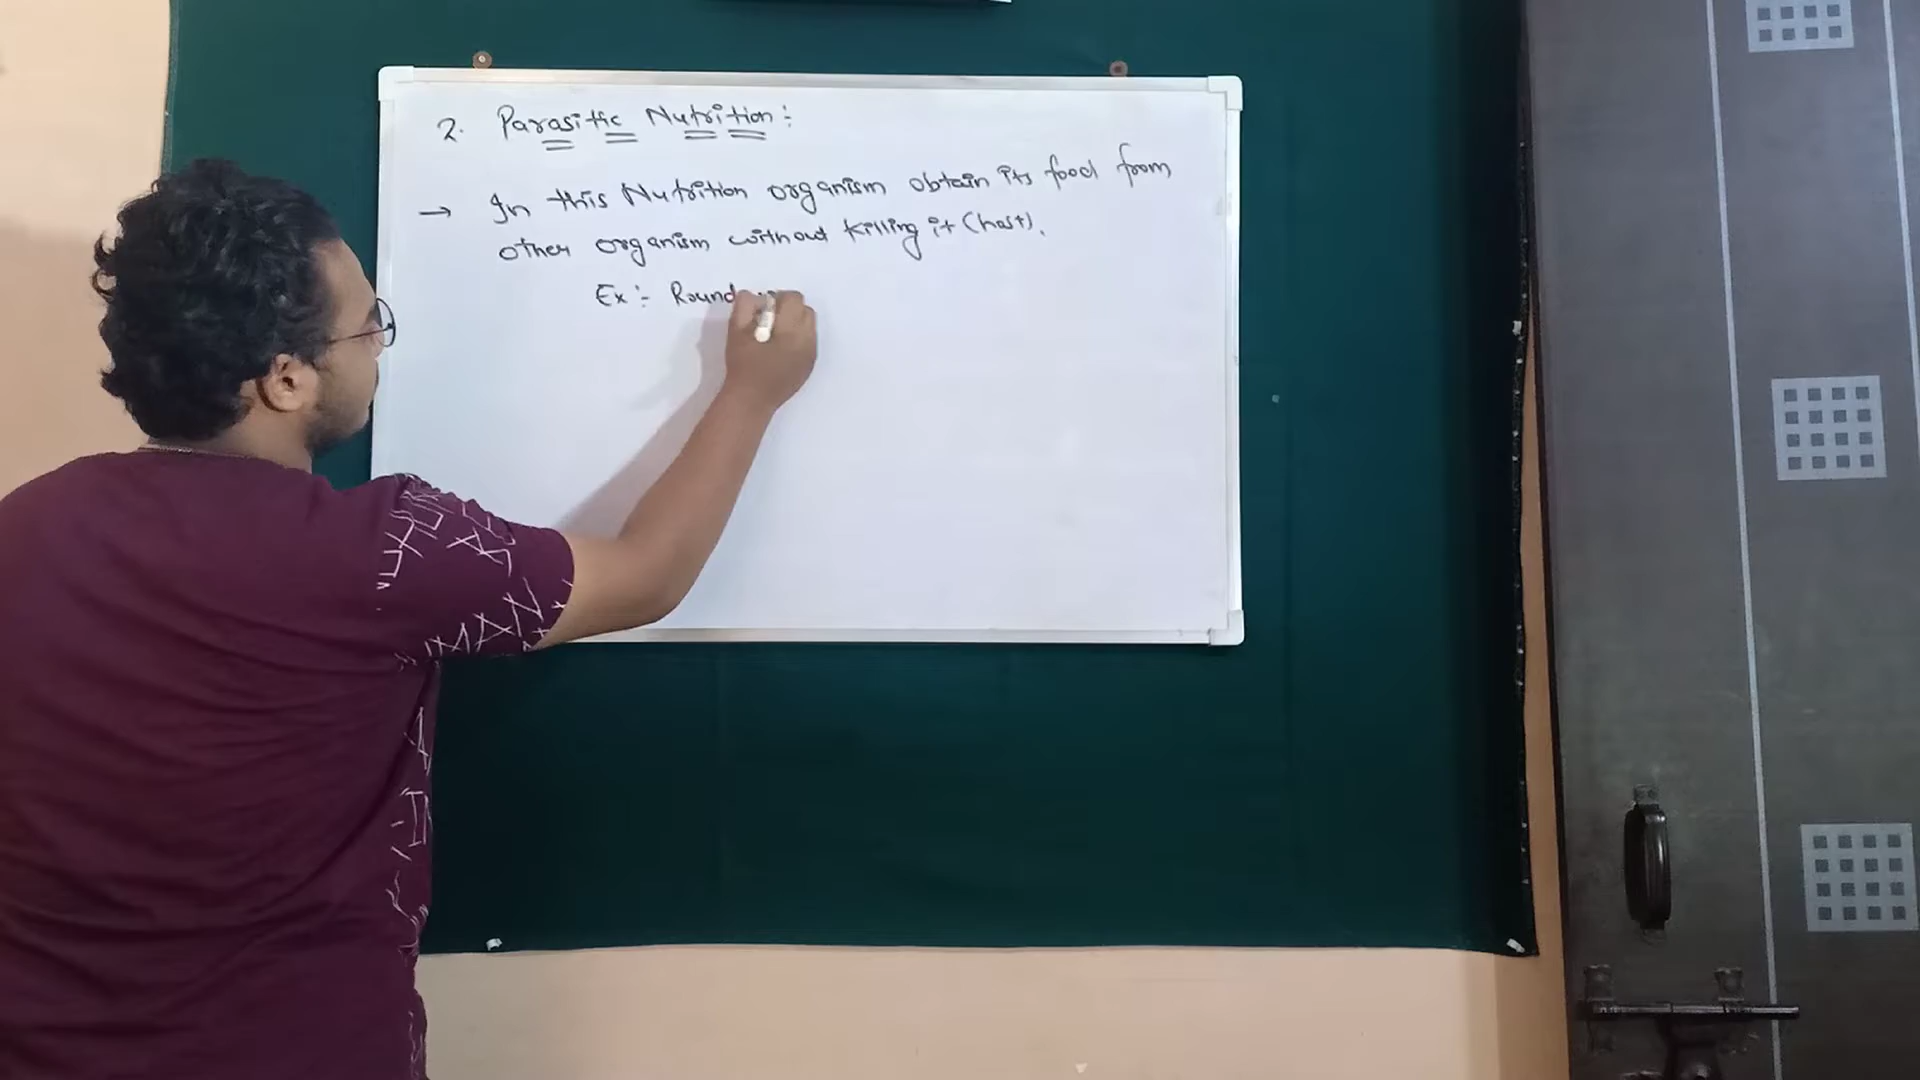 2. Parasitic Nutrition :-
→ In this Nutrition organism obtain its food from
other organism without killing it (host).
Ex :- Round